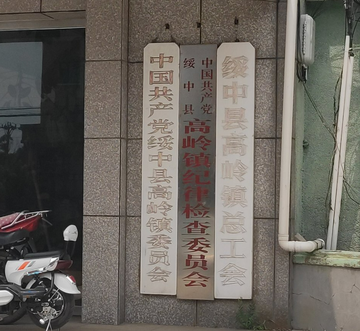 中国共产党绥中县高岭镇委员会
中国共产党
绥中县
高岭镇纪律检查委员会
绥中县高岭镇总工会